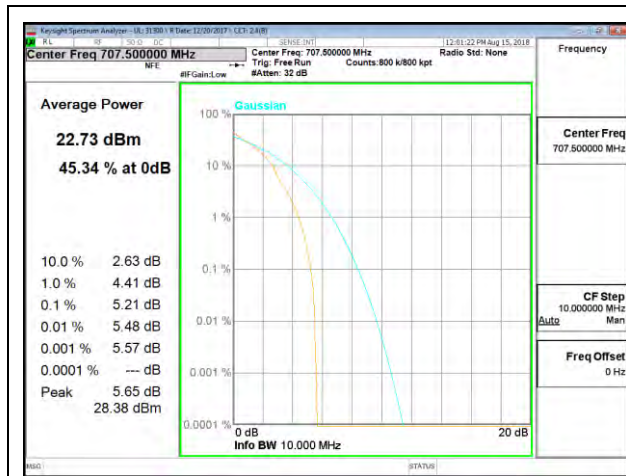 Keysight Spectrum Analyzer - UL: 31300 \ R Date: 12/20/2017 \ CLT: 2.4(B)
RL RF 50 Ω DC SENSE:INT 12:01:22 PM Aug 15, 2018
Center Freq 707.500000 MHz
Center Freq: 707.500000 MHz Radio Std: None
NFE Trig: Free Run Counts:800 k/800 kpt
#IFGain:Low #Atten: 32 dB
Frequency
Average Power
22.73 dBm
45.34 % at 0dB
10.0 % 2.63 dB
1.0 % 4.41 dB
0.1 % 5.21 dB
0.01 % 5.48 dB
0.001 % 5.57 dB
0.0001 % --- dB
Peak 5.65 dB
28.38 dBm
Gaussian
100 %
10 %
1 %
0.1 %
0.01 %
0.001 %
0.0001 %
0 dB 20 dB
Info BW 10.000 MHz
Center Freq
707.500000 MHz
CF Step
10.000000 MHz
Auto Man
Freq Offset
0 Hz
MSG STATUS